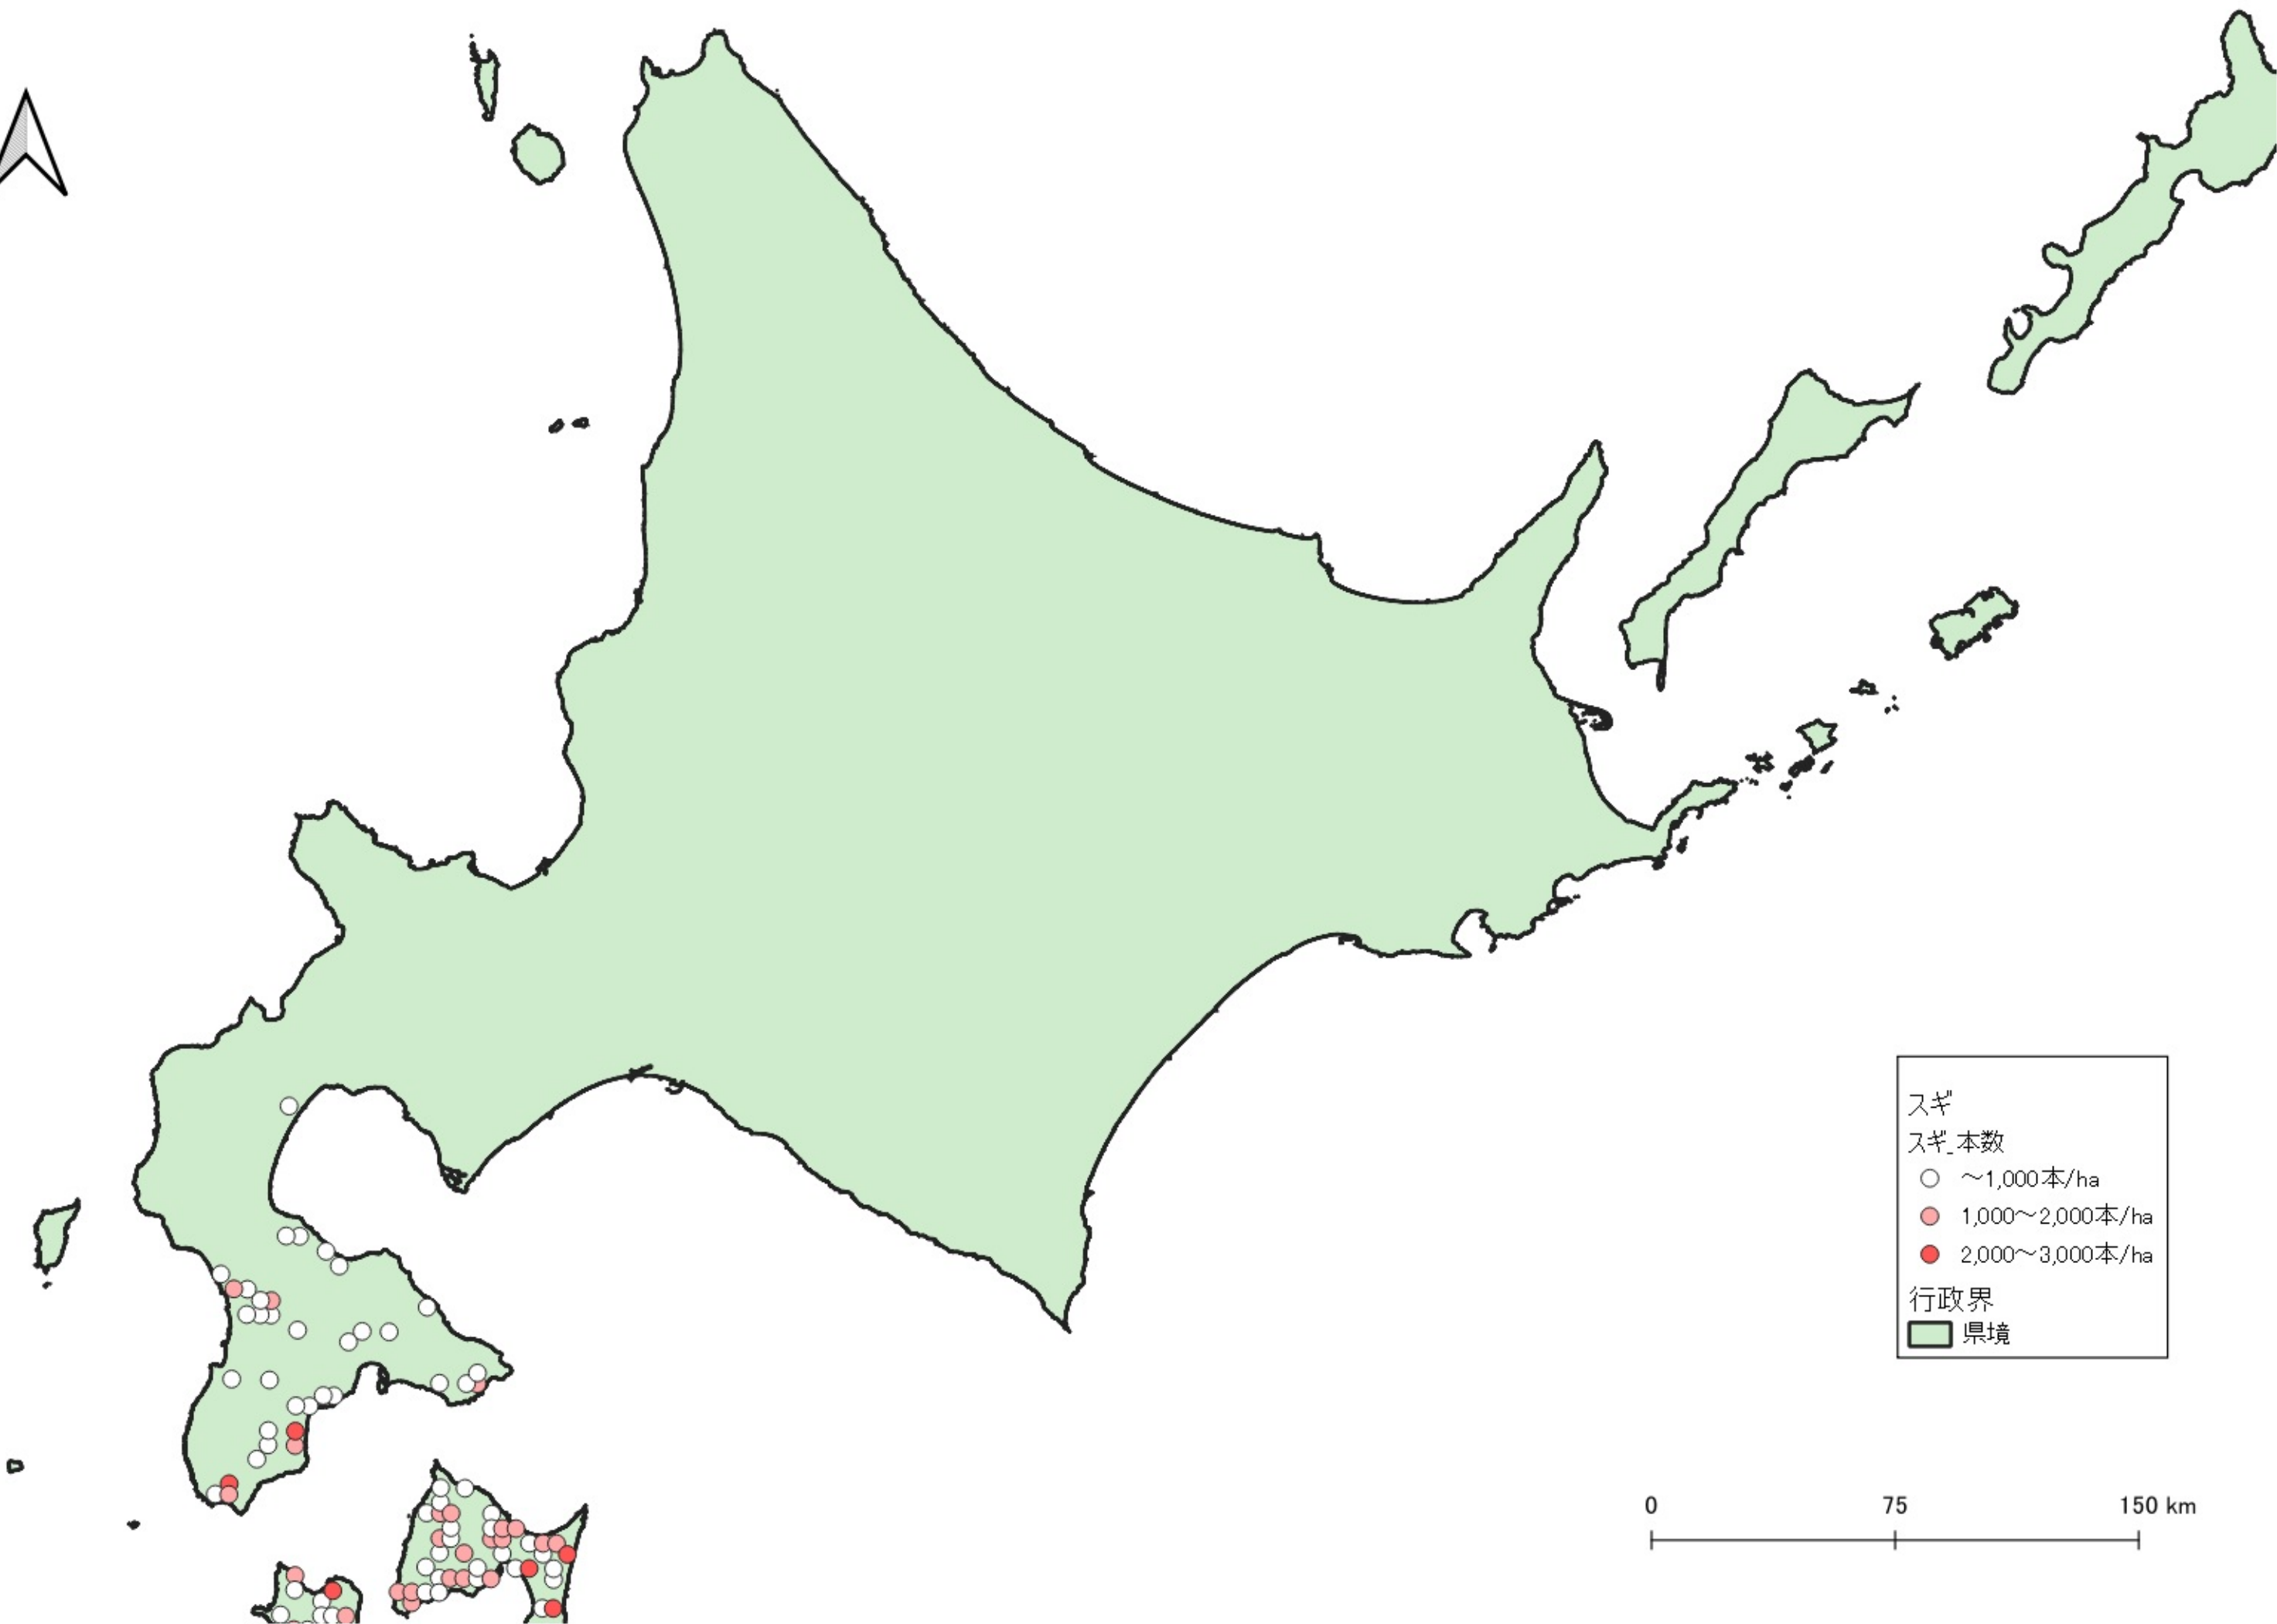 スギ
スギ_本数
～1,000本/ha
1,000～2,000本/ha
2,000～3,000本/ha
行政界
県境
0 75 150 km